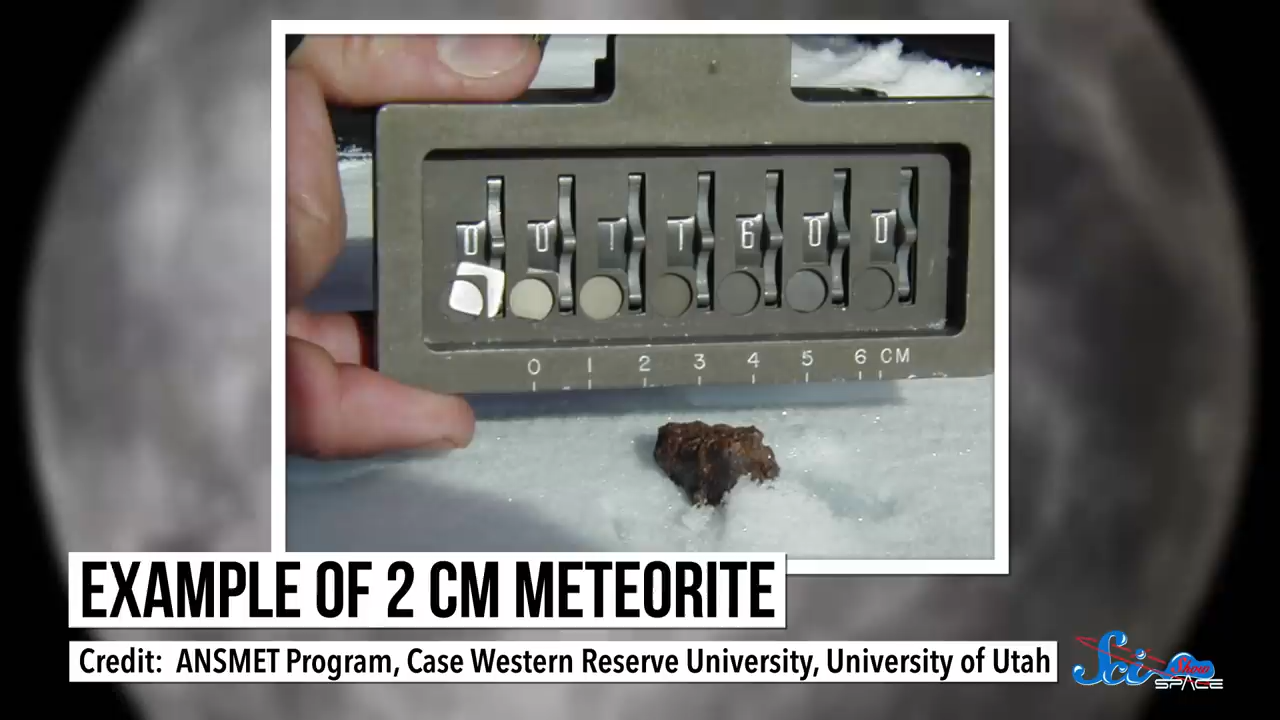 0 0 1 1 6 0 0
0 1 2 3 4 5 6 CM
EXAMPLE OF 2 CM METEORITE
Credit: ANSMET Program, Case Western Reserve University, University of Utah
Sci Show
SPACE